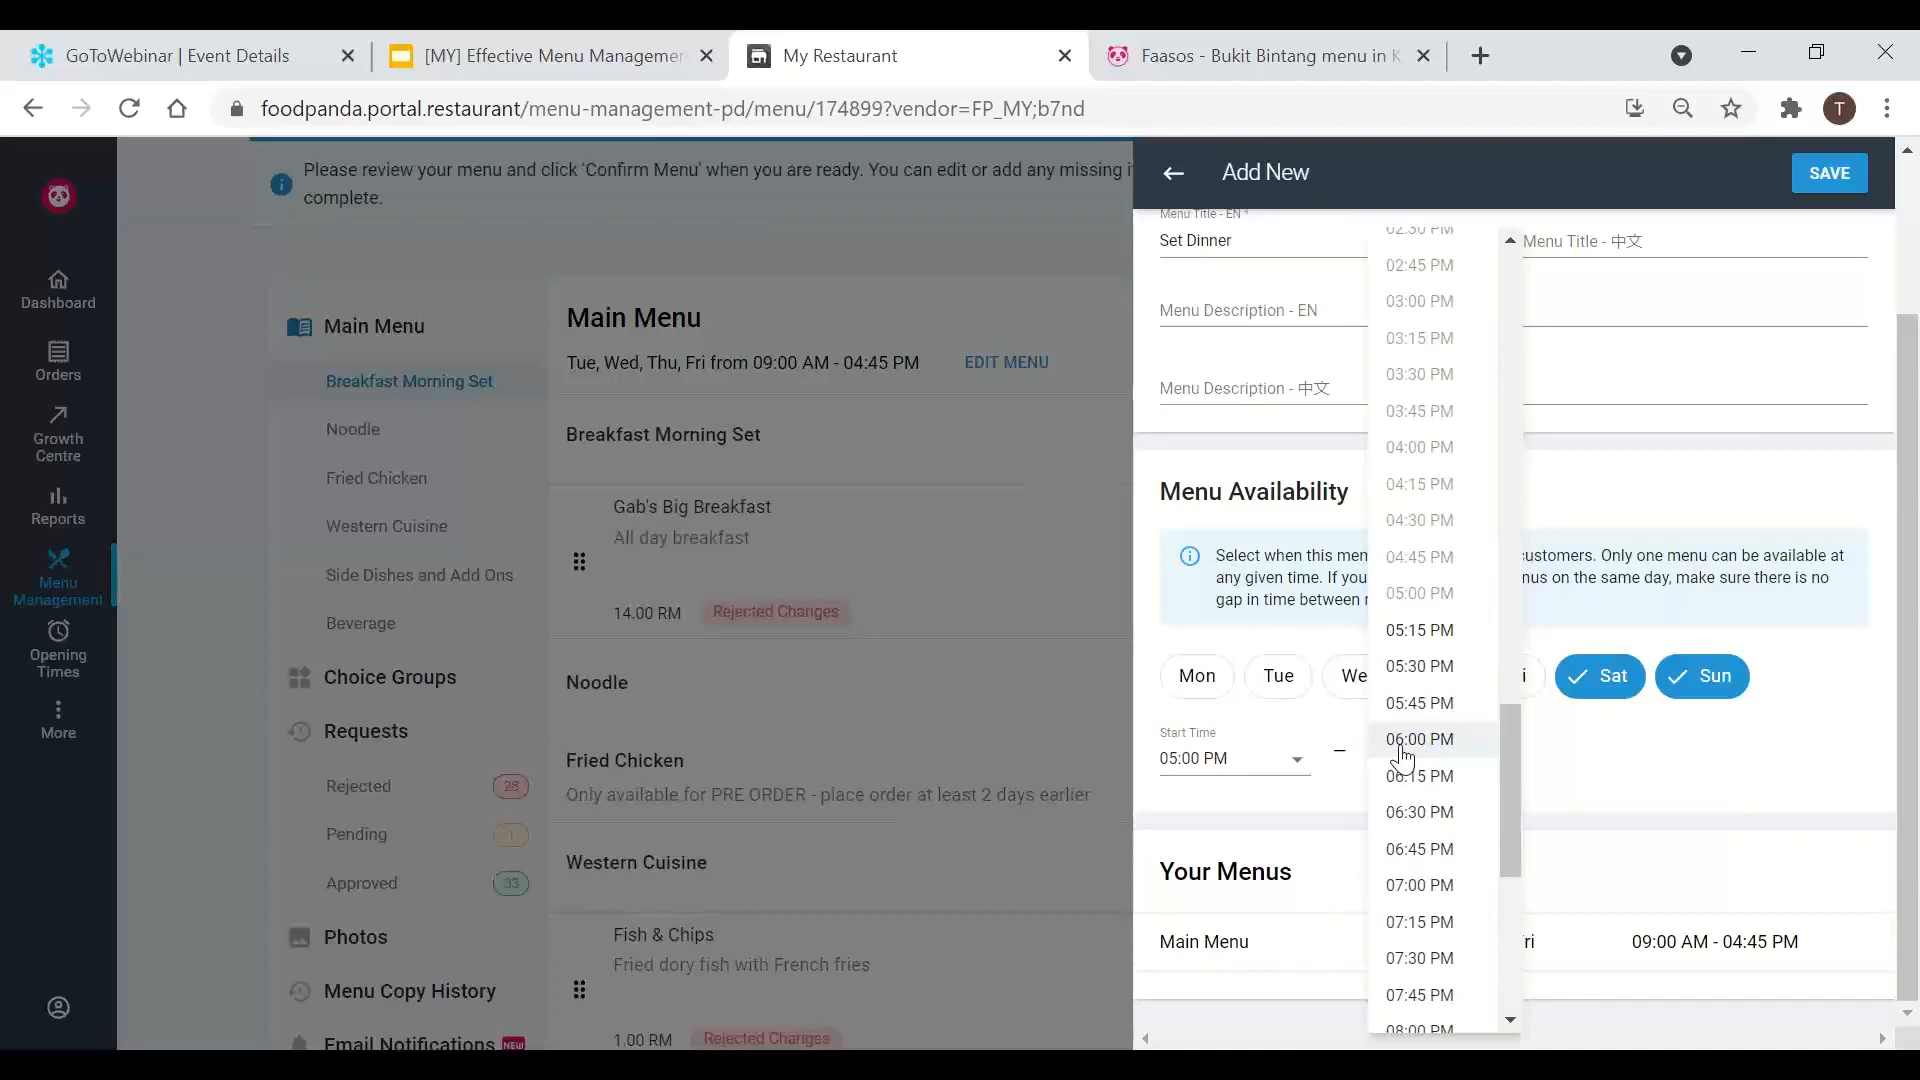 GoToWebinar | Event Details
[MY] Effective Menu Managemen
My Restaurant
Faasos - Bukit Bintang menu in K
foodpanda.portal.restaurant/menu-management-pd/menu/174899?vendor=FP_MY;b7nd
T
Please review your menu and click 'Confirm Menu' when you are ready. You can edit or add any missing i
complete.
Dashboard
Orders
Growth
Centre
Reports
Menu
Management
Opening
Times
More
Main Menu
Breakfast Morning Set
Noodle
Fried Chicken
Western Cuisine
Side Dishes and Add Ons
Beverage
Choice Groups
Requests
Rejected 28
Pending 1
Approved 33
Photos
Menu Copy History
Email Notifications NEW
Main Menu
Tue, Wed, Thu, Fri from 09:00 AM - 04:45 PM EDIT MENU
Breakfast Morning Set
Gab's Big Breakfast
All day breakfast
14.00 RM Rejected Changes
Noodle
Fried Chicken
Only available for PRE ORDER - place order at least 2 days earlier
Western Cuisine
Fish & Chips
Fried dory fish with French fries
1.00 RM Rejected Changes
Add New
SAVE
Menu Title - EN *
Set Dinner
Menu Title - 中文
Menu Description - EN
Menu Description - 中文
Menu Availability
Select when this men customers. Only one menu can be available at
any given time. If you nus on the same day, make sure there is no
gap in time between
Mon Tue We i Sat Sun
Start Time
05:00 PM –
02:30 PM
02:45 PM
03:00 PM
03:15 PM
03:30 PM
03:45 PM
04:00 PM
04:15 PM
04:30 PM
04:45 PM
05:00 PM
05:15 PM
05:30 PM
05:45 PM
06:00 PM
06:15 PM
06:30 PM
06:45 PM
07:00 PM
07:15 PM
07:30 PM
07:45 PM
08:00 PM
Your Menus
Main Menu ri 09:00 AM - 04:45 PM